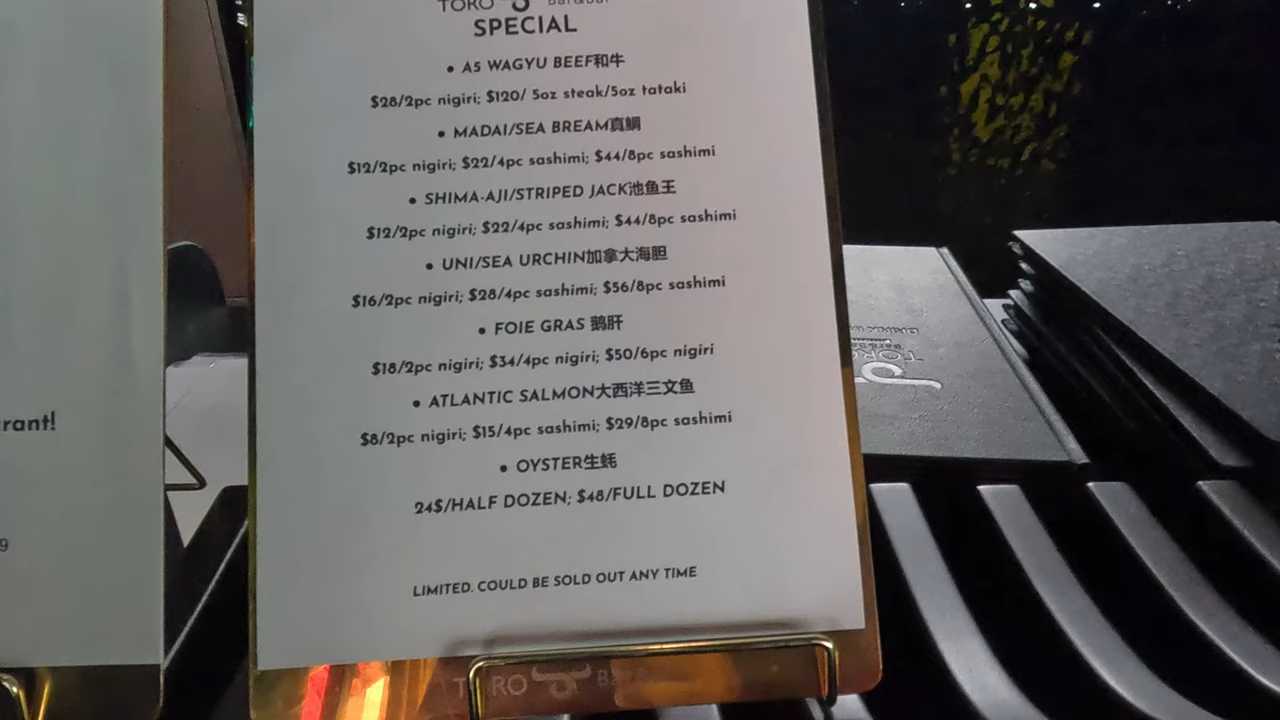 TORO Bar&Bar
SPECIAL
• A5 WAGYU BEEF和牛
$28/2pc nigiri; $120/ 5oz steak/5oz tataki
• MADAI/SEA BREAM真鲷
$12/2pc nigiri; $22/4pc sashimi; $44/8pc sashimi
• SHIMA-AJI/STRIPED JACK池鱼王
$12/2pc nigiri; $22/4pc sashimi; $44/8pc sashimi
• UNI/SEA URCHIN加拿大海胆
$16/2pc nigiri; $28/4pc sashimi; $56/8pc sashimi
• FOIE GRAS 鹅肝
$18/2pc nigiri; $34/4pc nigiri; $50/6pc nigiri
• ATLANTIC SALMON大西洋三文鱼
$8/2pc nigiri; $15/4pc sashimi; $29/8pc sashimi
• OYSTER生蚝
24$/HALF DOZEN; $48/FULL DOZEN
LIMITED. COULD BE SOLD OUT ANY TIME
TORO
rant!
9
TORO